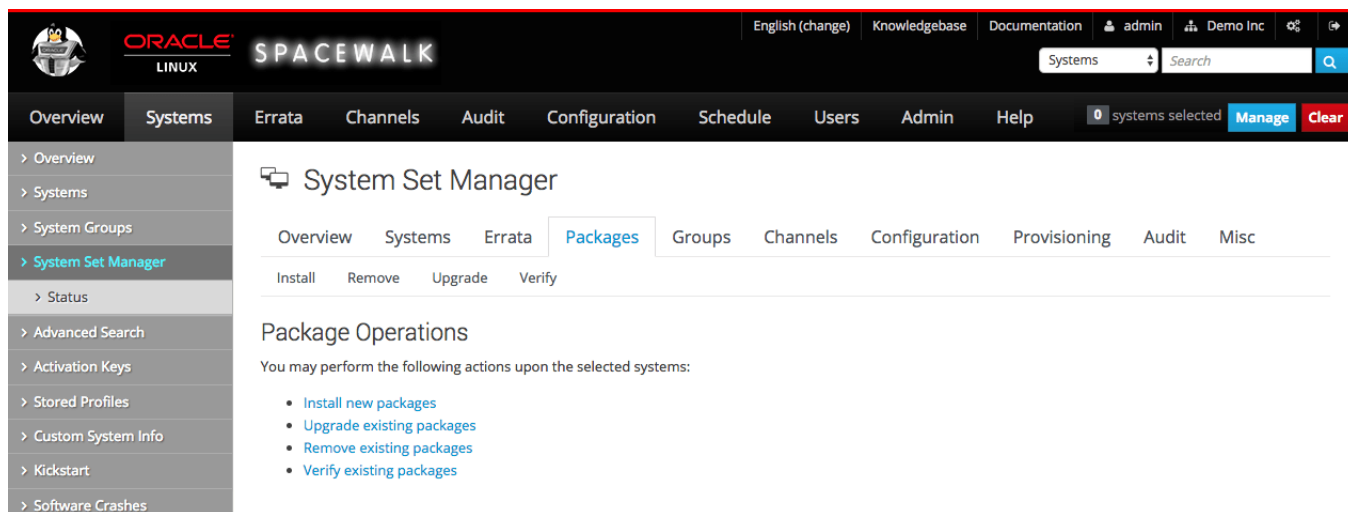 English (change) Knowledgebase Documentation admin Demo Inc
ORACLE
LINUX
SPACEWALK
Systems Search
Overview Systems Errata Channels Audit Configuration Schedule Users Admin Help 0 systems selected Manage Clear
> Overview
> Systems
> System Groups
> System Set Manager
> Status
> Advanced Search
> Activation Keys
> Stored Profiles
> Custom System Info
> Kickstart
> Software Crashes
System Set Manager
Overview Systems Errata Packages Groups Channels Configuration Provisioning Audit Misc
Install Remove Upgrade Verify
Package Operations
You may perform the following actions upon the selected systems:
• Install new packages
• Upgrade existing packages
• Remove existing packages
• Verify existing packages